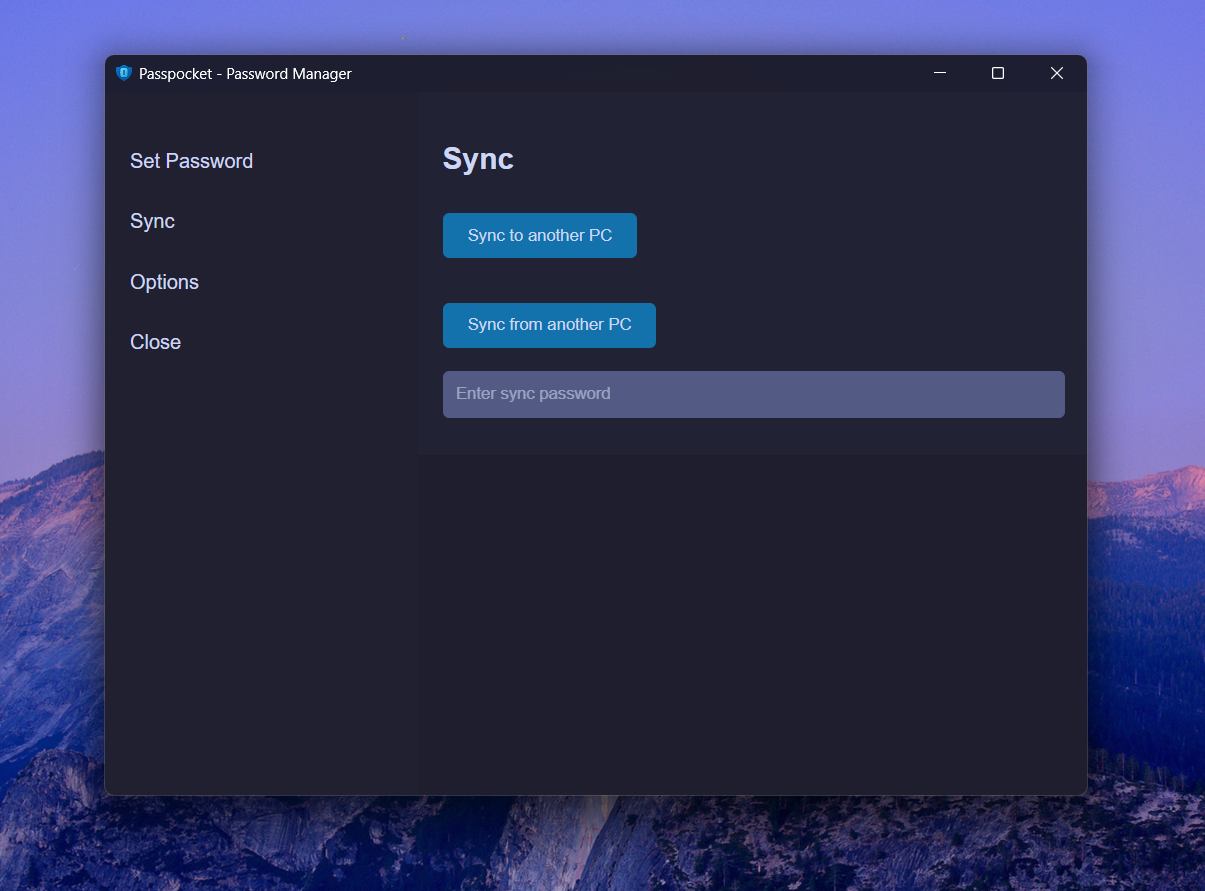 Passpocket - Password Manager
Set Password
Sync
Options
Close
Sync
Sync to another PC
Sync from another PC
Enter sync password